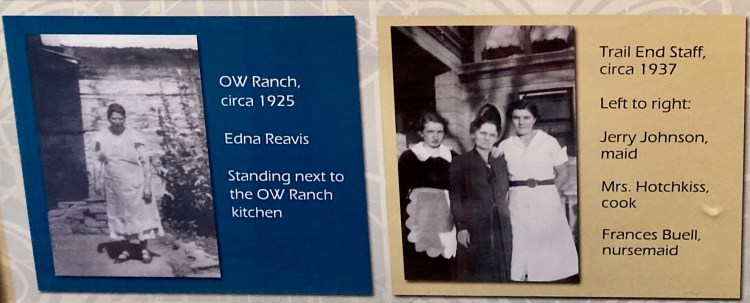 OW Ranch,
circa 1925
Edna Reavis
Standing next to
the OW Ranch
kitchen
Trail End Staff,
circa 1937
Left to right:
Jerry Johnson,
maid
Mrs. Hotchkiss,
cook
Frances Buell,
nursemaid